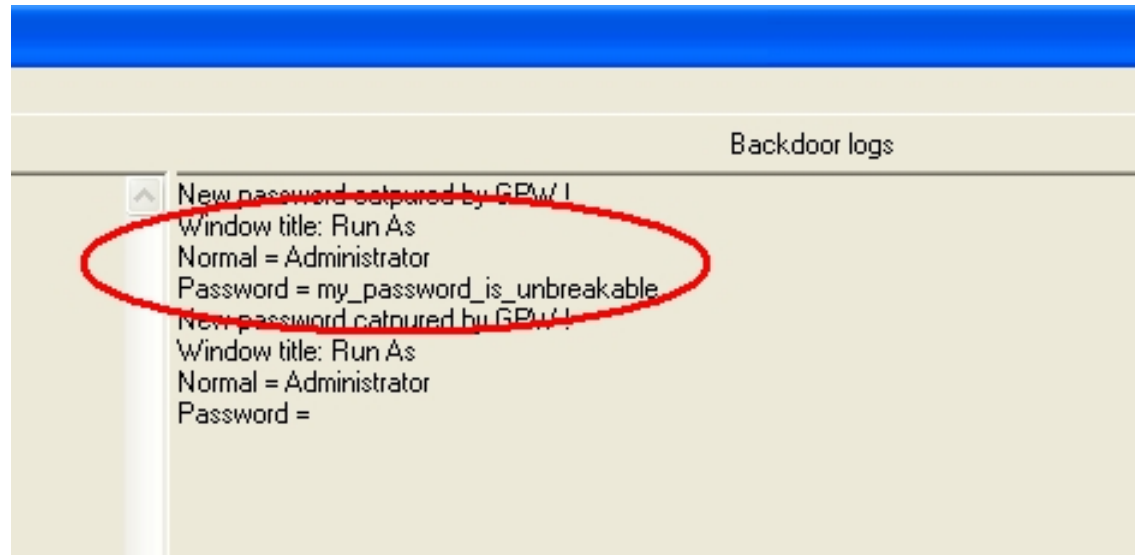 Backdoor logs
New password catpured by GPW !
Window title: Run As
Normal = Administrator
Password = my_password_is_unbreakable
New password catpured by GPW !
Window title: Run As
Normal = Administrator
Password =